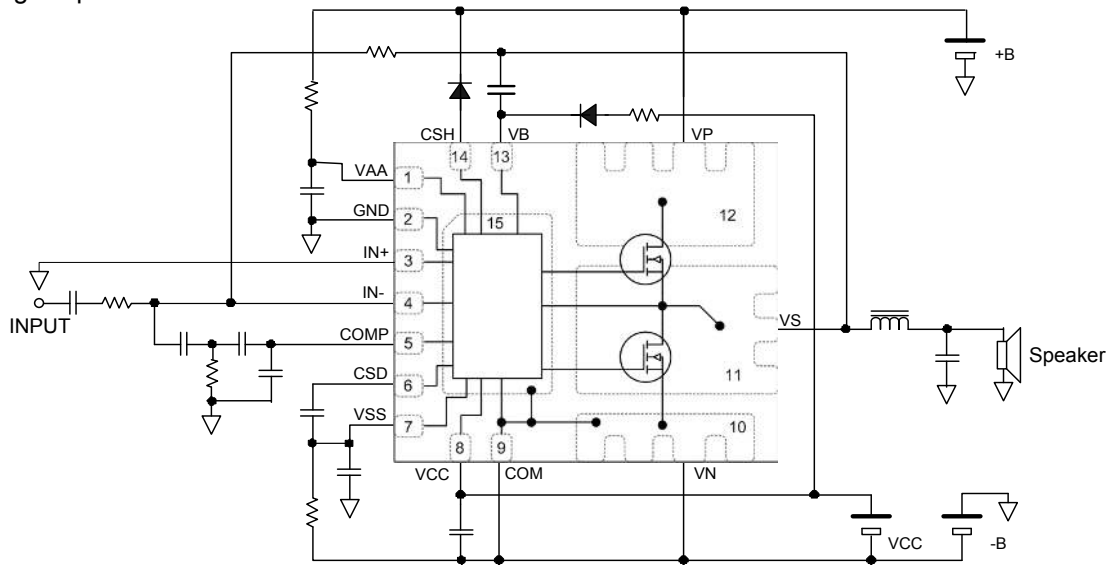 +B
CSH
VB
VP
14
13
VAA
1
12
GND
2
15
IN+
3
IN-
4
INPUT
VS
COMP
5
Speaker
CSD
6
11
VSS
7
10
8
9
VCC
COM
VN
VCC
-B